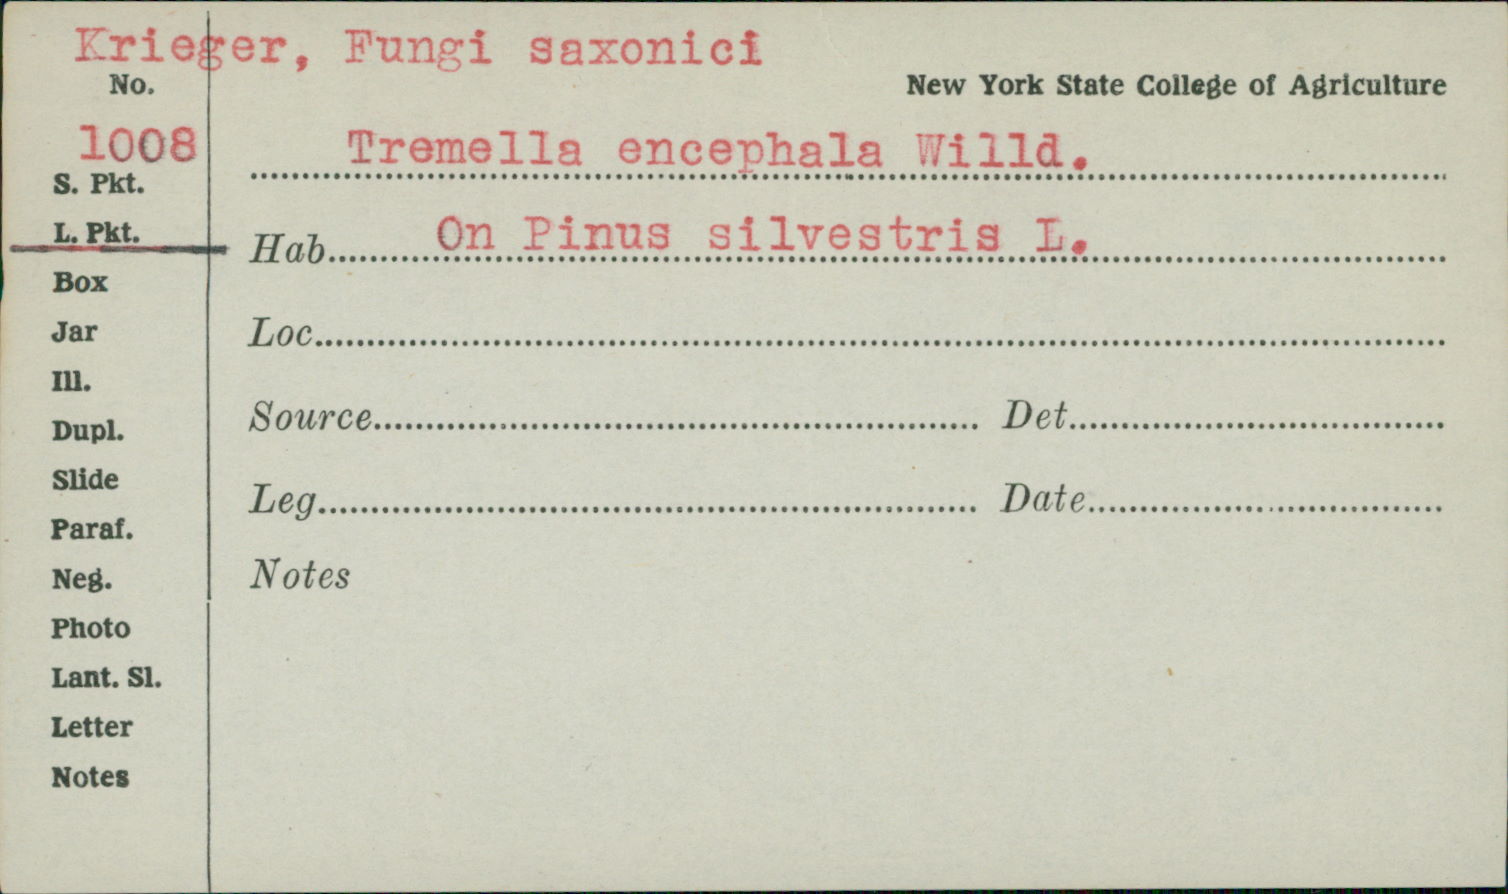 Krieger, Fungi saxonici
No.
New York State College of Agriculture
1008
Tremella encephala Willd.
S. Pkt.
L. Pkt.
Hab. On Pinus silvestris L.
Box
Jar
Loc.
Ill.
Dupl.
Source Det.
Slide
Leg. Date
Paraf.
Neg.
Notes
Photo
Lant. Sl.
Letter
Notes